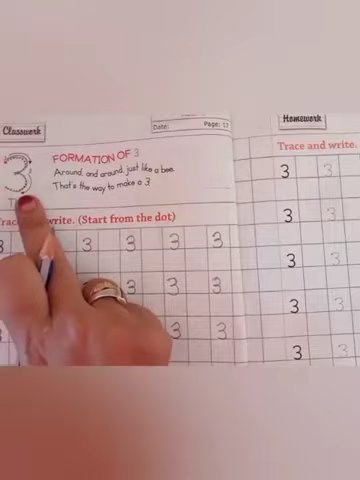 Classwork
Date: Page: 57
Homework
3
FORMATION OF 3
Around and around, just like a bee.
That's the way to make a 3.
write. (Start from the dot)
Trace and write.
3 3 3 3
3 3 3
3 3
3 3
3 3
3 3
3 3
3 3